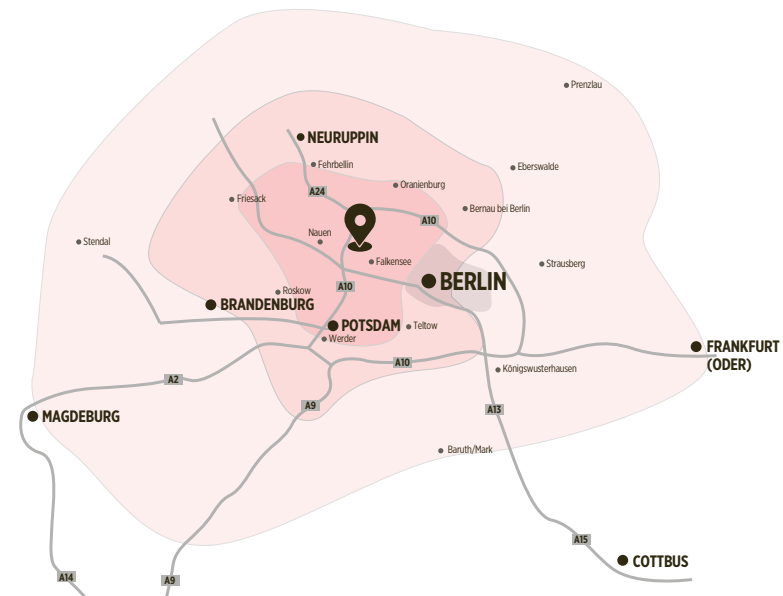 Prenzlau
NEURUPPIN
Fehrbellin
Eberswalde
A24
Oranienburg
Friesack
Bernau bei Berlin
A10
Nauen
Stendal
Falkensee
Strausberg
BERLIN
A10
Roskow
BRANDENBURG
POTSDAM
Teltow
Werder
FRANKFURT
(ODER)
A10
Königswusterhausen
A2
A9
A13
MAGDEBURG
Baruth/Mark
A15
COTTBUS
A14
A9